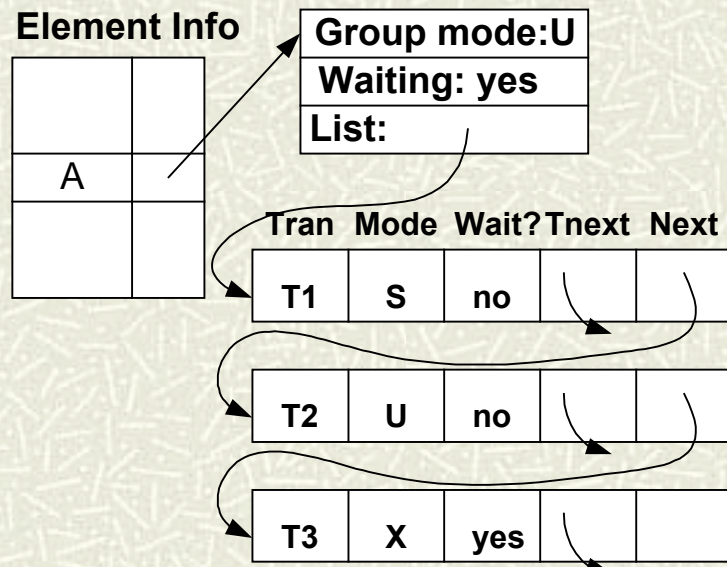 Element Info
Group mode:U
Waiting: yes
List:
A
Tran Mode Wait? Tnext Next
T1 S no
T2 U no
T3 X yes